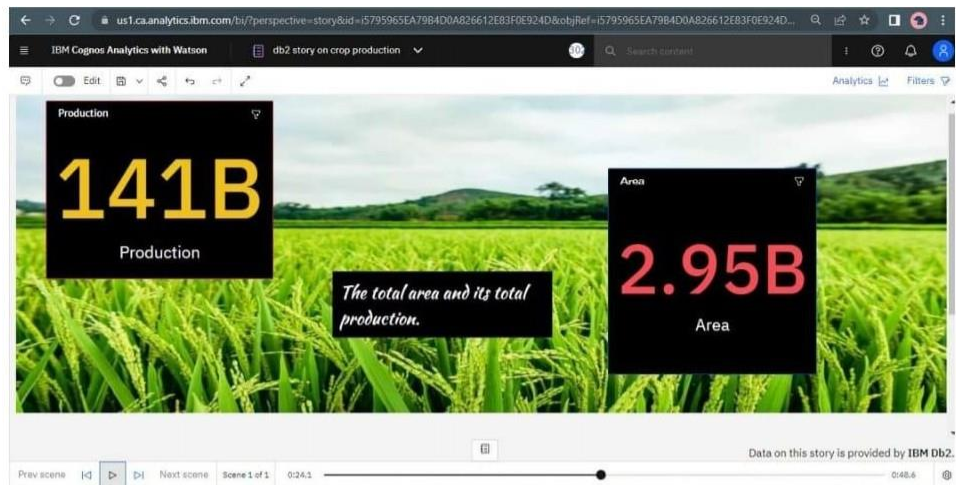 us1.ca.analytics.ibm.com/bi/?perspective=story&id=i5795965EA79B4D0A826612E83F0E924D&objRef=i5795965EA79B4D0A826612E83F0E924D...
IBM Cognos Analytics with Watson
db2 story on crop production
Search content
Edit
Analytics
Filters
Production
141B
Production
Area
2.95B
Area
The total area and its total
production.
Data on this story is provided by IBM Db2.
Prev scene
Next scene
Scene 1 of 1
0:24.1
0:48.6